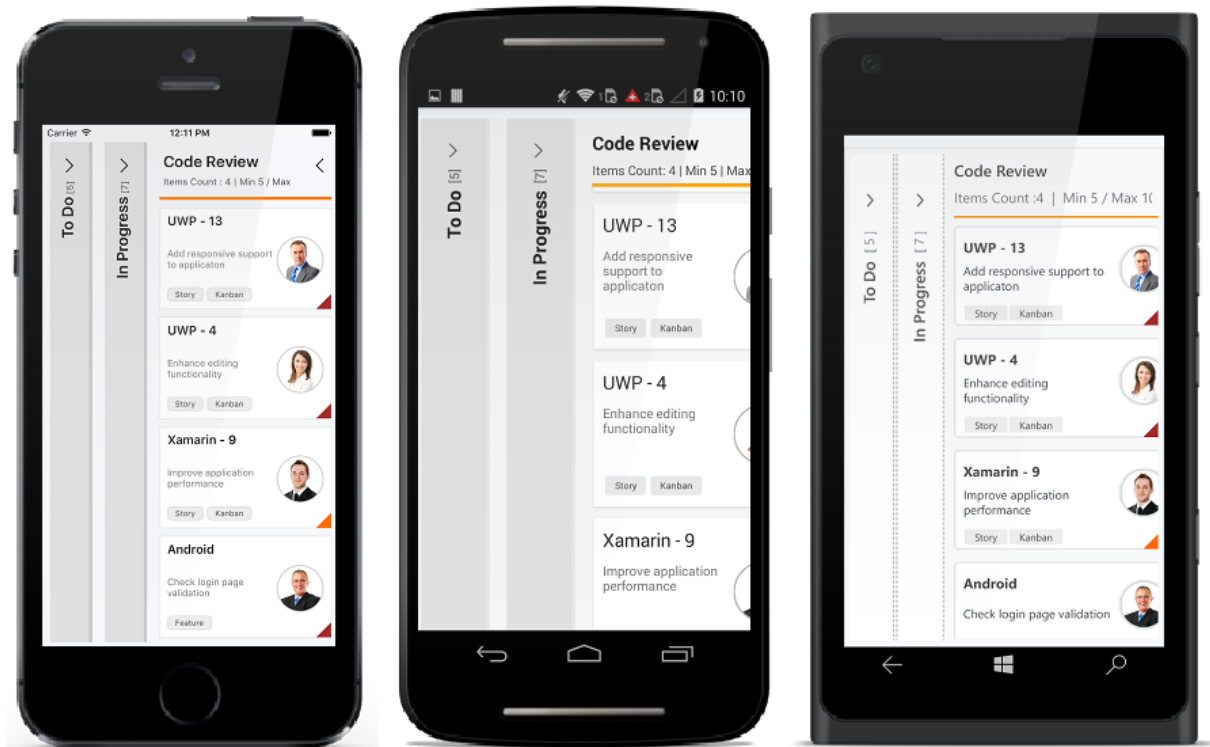 Carrier
12:11 PM
To Do [5]
In Progress [7]
Code Review
Items Count : 4 | Min 5 / Max
UWP - 13
Add responsive support
to applicaton
Story Kanban
UWP - 4
Enhance editing
functionality
Story Kanban
Xamarin - 9
Improve application
performance
Story Kanban
Android
Check login page
validation
Feature
1 2 10:10
To Do [5]
In Progress [7]
Code Review
Items Count: 4 | Min 5 | Max
UWP - 13
Add responsive
support to
applicaton
Story Kanban
UWP - 4
Enhance editing
functionality
Story Kanban
Xamarin - 9
Improve application
performance
To Do [5]
In Progress [7]
Code Review
Items Count :4 | Min 5 / Max 10
UWP - 13
Add responsive support to
applicaton
Story Kanban
UWP - 4
Enhance editing
functionality
Story Kanban
Xamarin - 9
Improve application
performance
Story Kanban
Android
Check login page validation